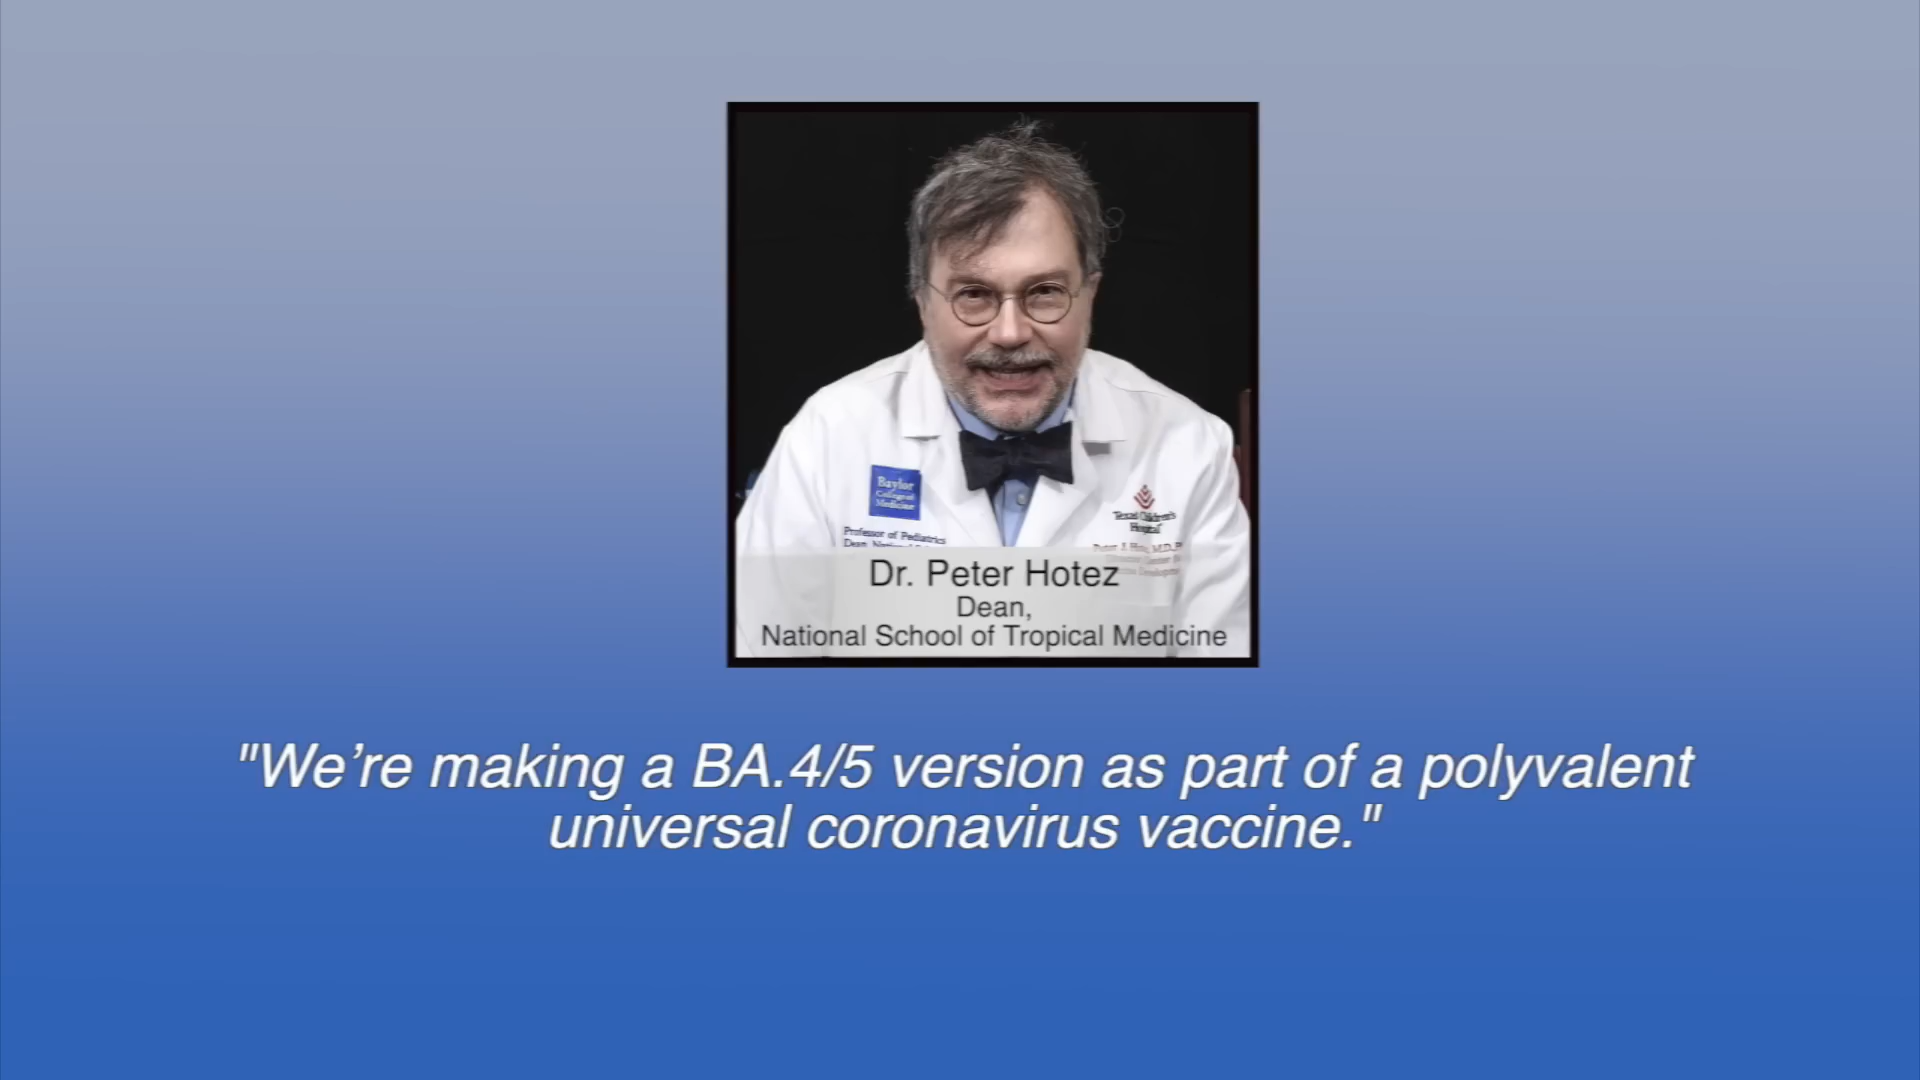 Baylor
College of
Medicine
Professor of Pediatrics
Texas Children's
Hospital
Dr. Peter Hotez
Dean,
National School of Tropical Medicine
"We’re making a BA.4/5 version as part of a polyvalent
universal coronavirus vaccine."